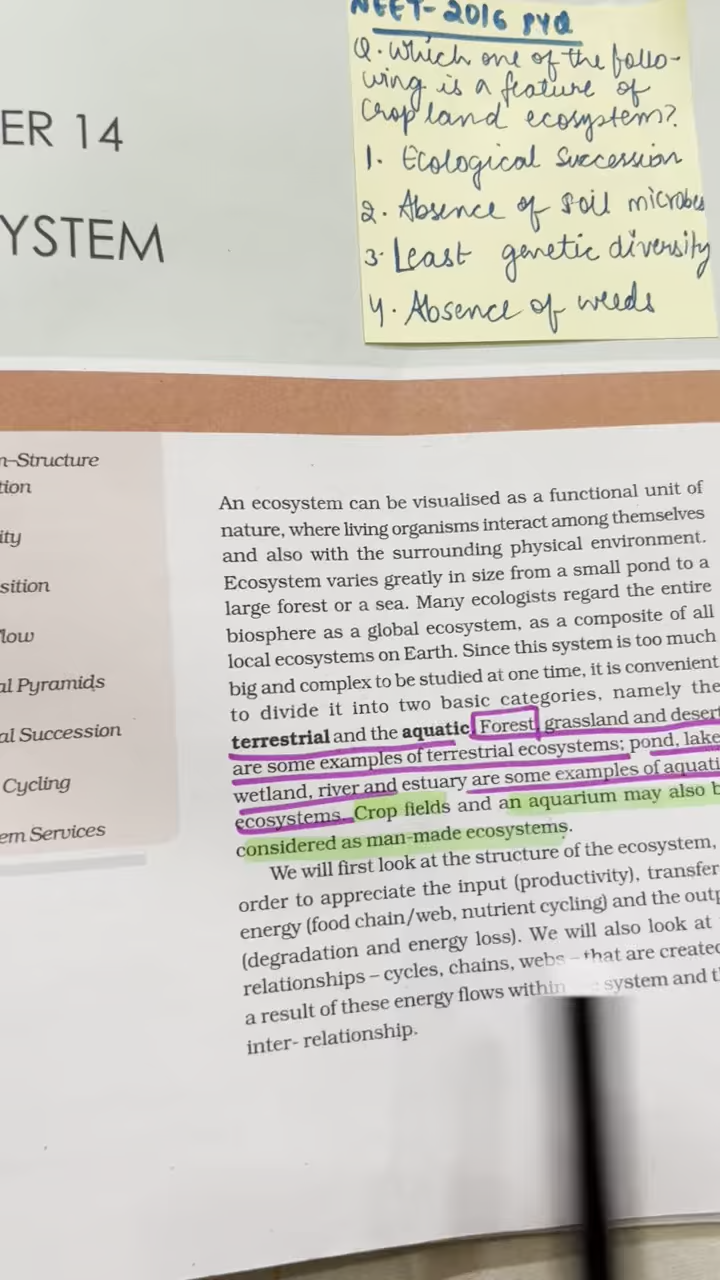 NEET-2016 PYQ
Q. Which one of the follo-
wing is a feature of
Crop land ecosystem?
1. Ecological Succession
2. Absence of soil microbes
3. Least genetic diversity
4. Absence of weeds
ER 14
YSTEM
n–Structure
tion
ity
sition
low
al Pyramids
al Succession
Cycling
em Services
An ecosystem can be visualised as a functional unit of
nature, where living organisms interact among themselves
and also with the surrounding physical environment.
Ecosystem varies greatly in size from a small pond to a
large forest or a sea. Many ecologists regard the entire
biosphere as a global ecosystem, as a composite of all
local ecosystems on Earth. Since this system is too much
big and complex to be studied at one time, it is convenient
to divide it into two basic categories, namely the
terrestrial and the aquatic. Forest, grassland and desert
are some examples of terrestrial ecosystems; pond, lake
wetland, river and estuary are some examples of aquati
ecosystems. Crop fields and an aquarium may also b
considered as man-made ecosystems.
We will first look at the structure of the ecosystem,
order to appreciate the input (productivity), transfer
energy (food chain/web, nutrient cycling) and the outp
(degradation and energy loss). We will also look at
relationships – cycles, chains, webs – that are created
a result of these energy flows within system and t
inter- relationship.